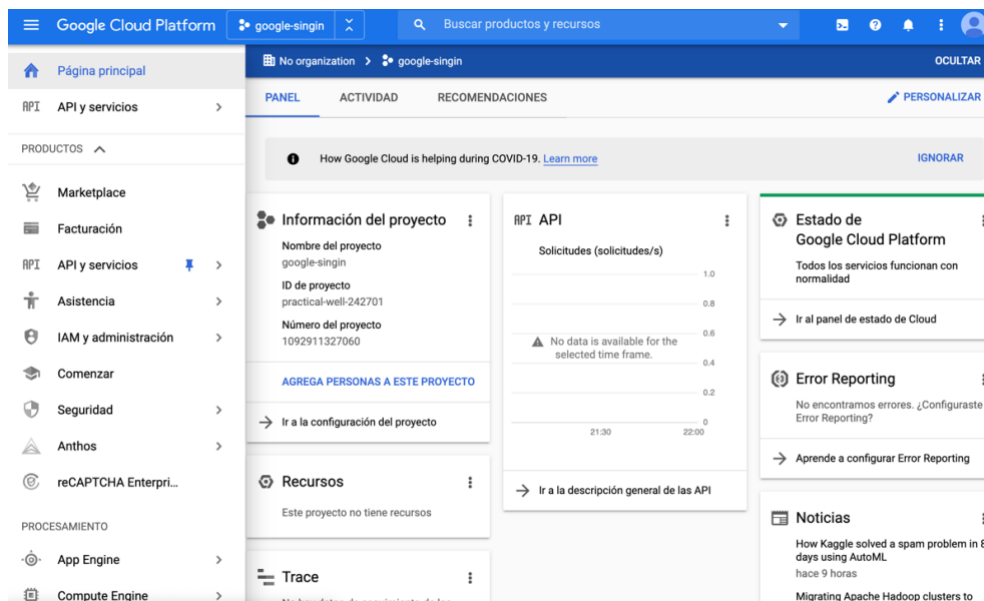 Google Cloud Platform
google-singin
Buscar productos y recursos
Página principal
API API y servicios
PRODUCTOS
Marketplace
Facturación
API API y servicios
Asistencia
IAM y administración
Comenzar
Seguridad
Anthos
reCAPTCHA Enterpri...
PROCESAMIENTO
App Engine
Compute Engine
No organization > google-singin
OCULTAR
PANEL
ACTIVIDAD
RECOMENDACIONES
PERSONALIZAR
How Google Cloud is helping during COVID-19. Learn more
IGNORAR
Información del proyecto
Nombre del proyecto
google-singin
ID de proyecto
practical-well-242701
Número del proyecto
1092911327060
AGREGA PERSONAS A ESTE PROYECTO
Ir a la configuración del proyecto
Recursos
Este proyecto no tiene recursos
Trace
API API
Solicitudes (solicitudes/s)
1.0
0.8
0.6
0.4
0.2
0
No data is available for the
selected time frame.
21:30
22:00
Ir a la descripción general de las API
Estado de
Google Cloud Platform
Todos los servicios funcionan con
normalidad
Ir al panel de estado de Cloud
Error Reporting
No encontramos errores. ¿Configuraste
Error Reporting?
Aprende a configurar Error Reporting
Noticias
How Kaggle solved a spam problem in 8
days using AutoML
hace 9 horas
Migrating Apache Hadoop clusters to